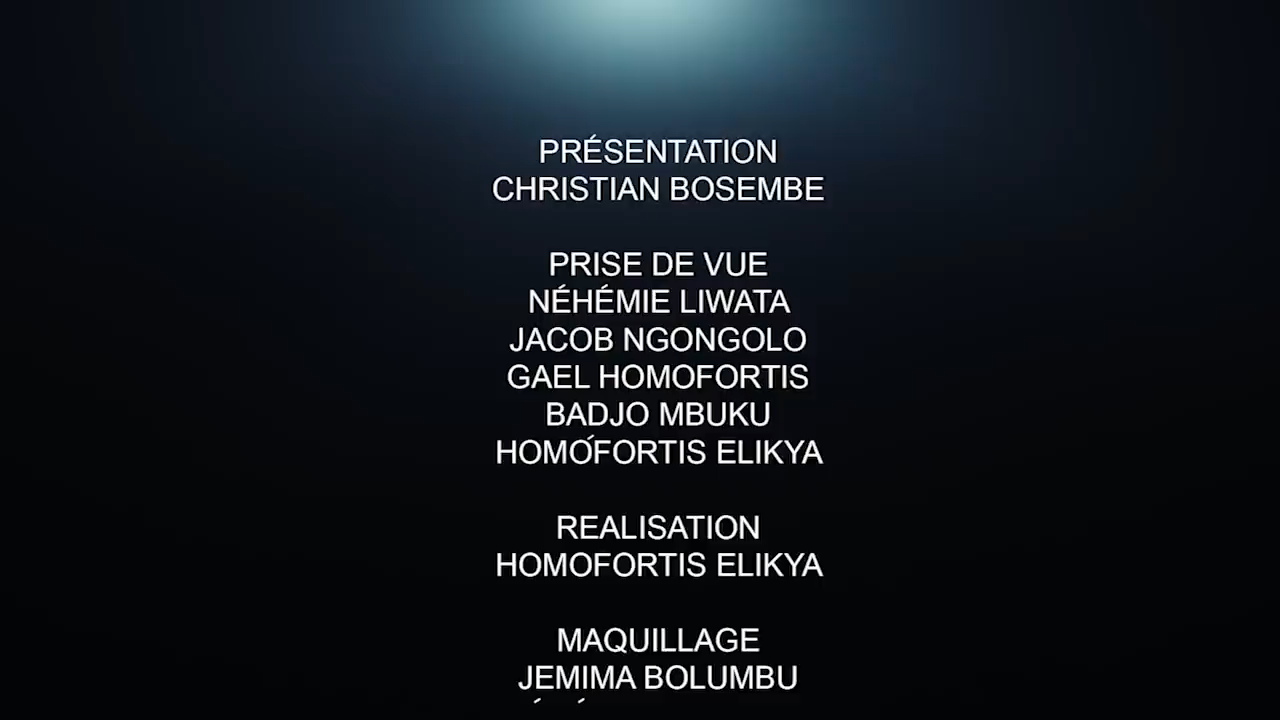 PRÉSENTATION
CHRISTIAN BOSEMBE
PRISE DE VUE
NÉHÉMIE LIWATA
JACOB NGONGOLO
GAEL HOMOFORTIS
BADJO MBUKU
HOMOFORTIS ELIKYA
REALISATION
HOMOFORTIS ELIKYA
MAQUILLAGE
JEMIMA BOLUMBU